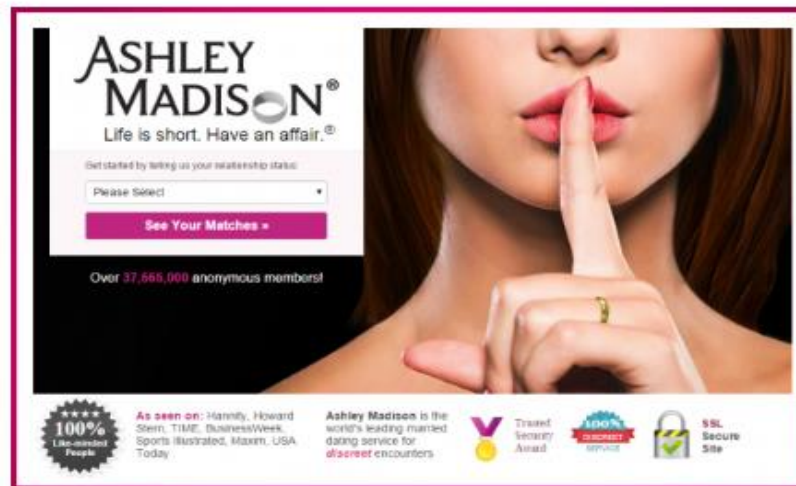 ASHLEY
MADISON®
Life is short. Have an affair.®
Get started by telling us your relationship status:
Please Select
See Your Matches »
Over 37,565,000 anonymous members!
★★★★
100%
Like-minded
People
As seen on: Hannity, Howard
Stern, TIME, BusinessWeek,
Sports Illustrated, Maxim, USA
Today
Ashley Madison is the
world's leading married
dating service for
discreet encounters
Trusted
Security
Award
100%
DISCREET
SERVICE
SSL
Secure
Site